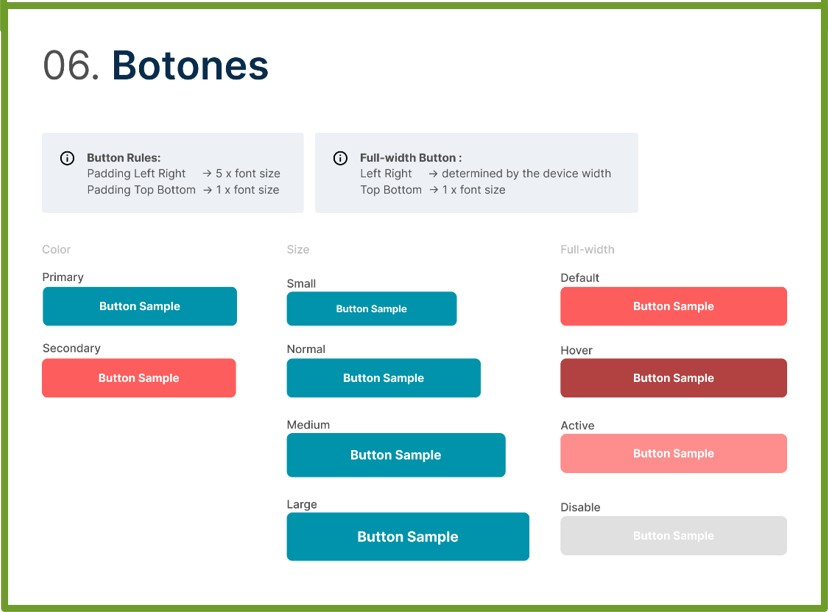 06. Botones
Button Rules:
Padding Left Right → 5 x font size
Padding Top Bottom → 1 x font size
Full-width Button :
Left Right → determined by the device width
Top Bottom → 1 x font size
Color
Primary
Button Sample
Secondary
Button Sample
Size
Small
Button Sample
Normal
Button Sample
Medium
Button Sample
Large
Button Sample
Full-width
Default
Button Sample
Hover
Button Sample
Active
Button Sample
Disable
Button Sample